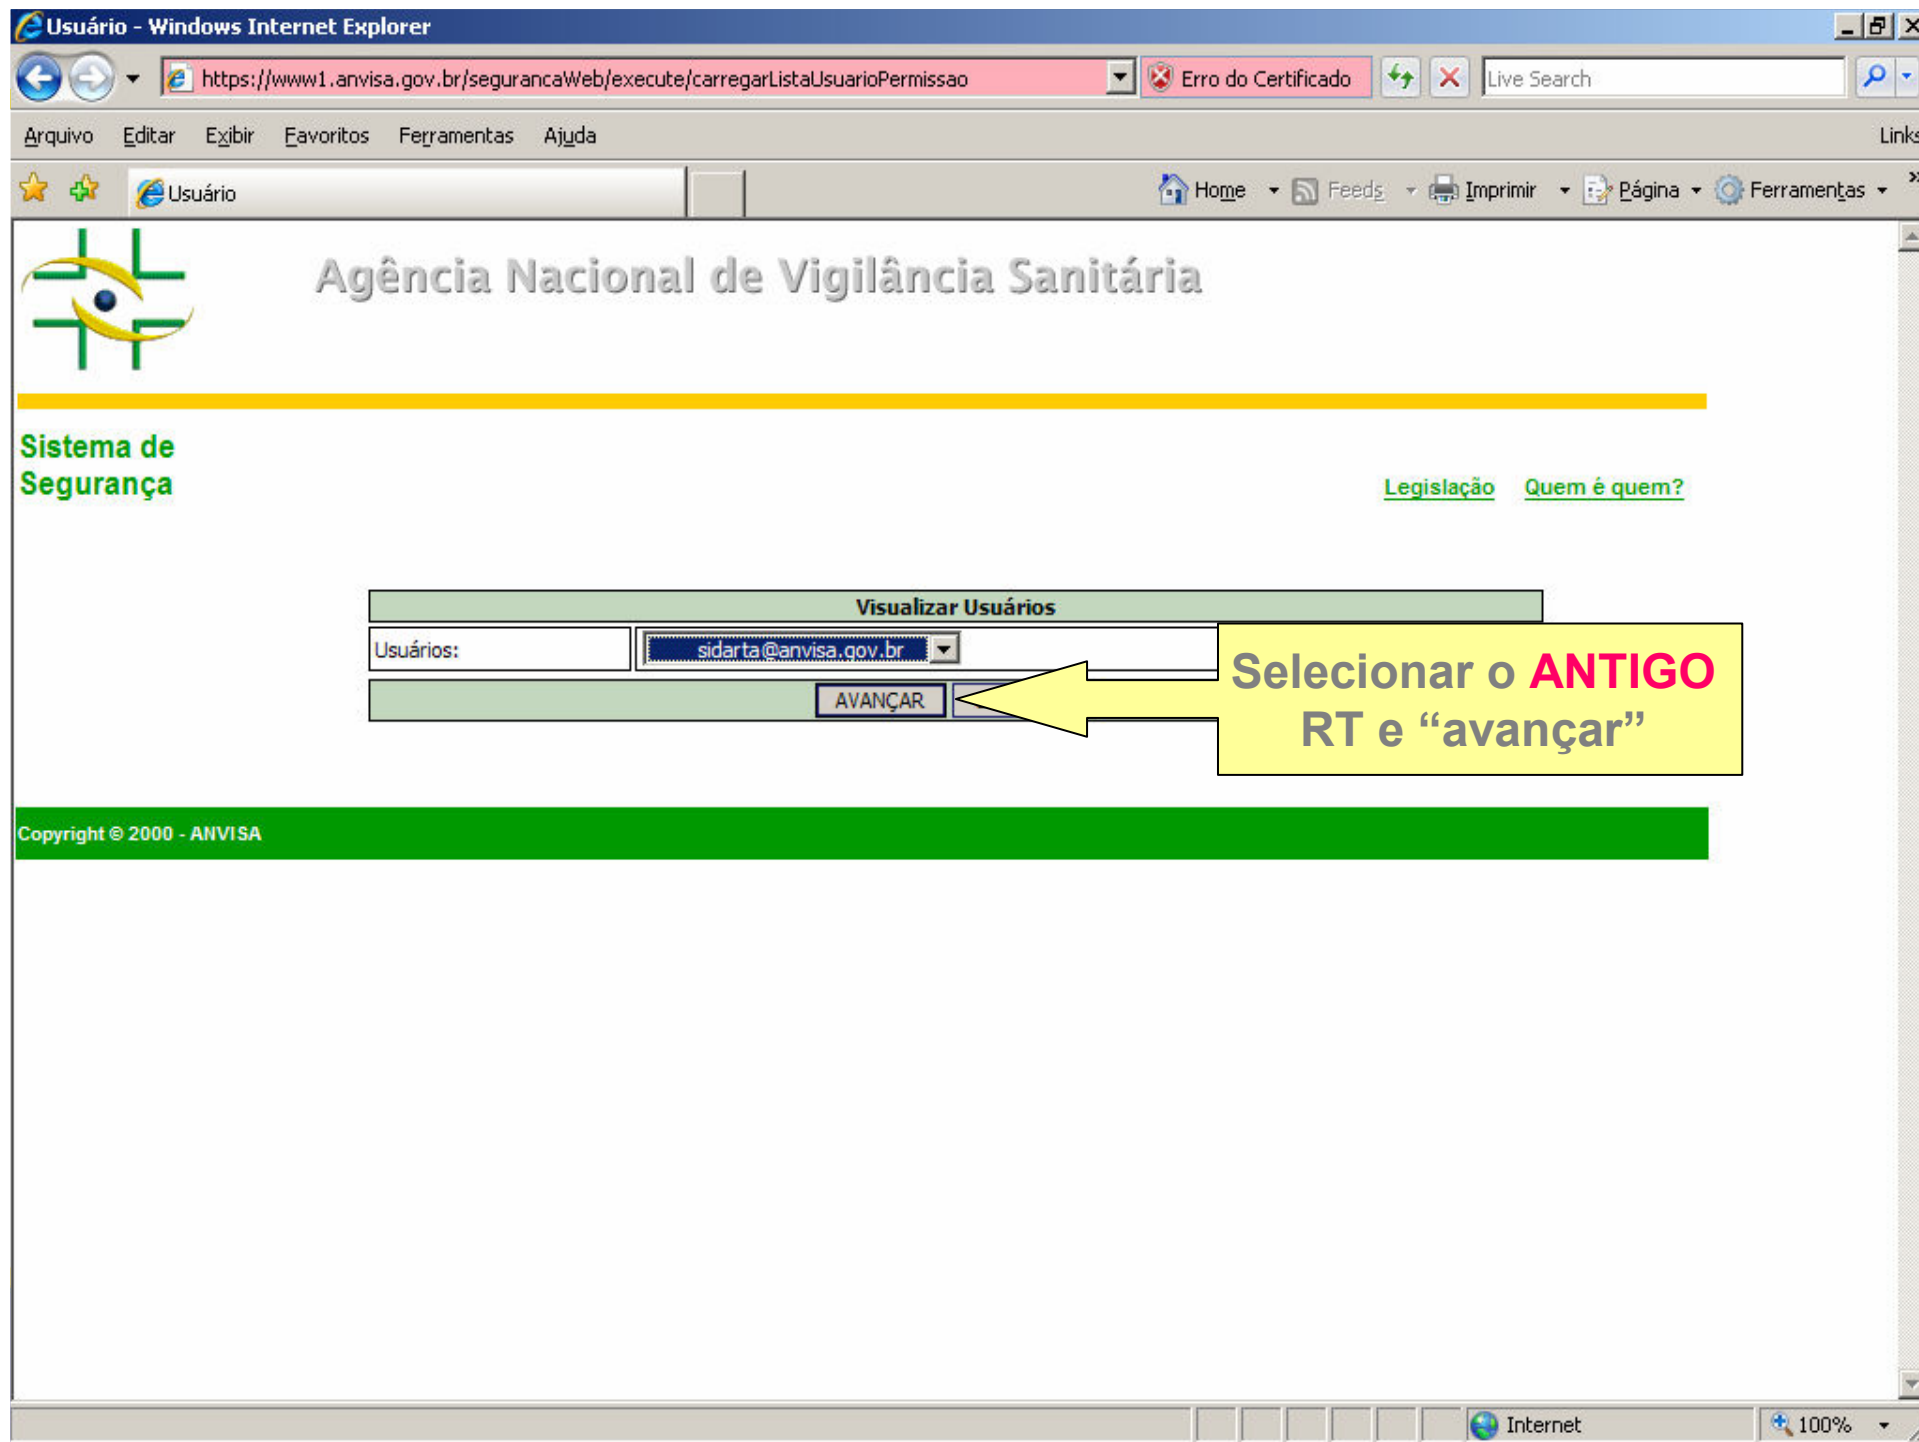 Usuário - Windows Internet Explorer
https://www1.anvisa.gov.br/segurancaWeb/execute/carregarListaUsuarioPermissao
Erro do Certificado
Live Search
Arquivo Editar Exibir Favoritos Ferramentas Ajuda
Links
Usuário
Home Feeds Imprimir Página Ferramentas
Agência Nacional de Vigilância Sanitária
Sistema de
Segurança
Legislação Quem é quem?
Visualizar Usuários
Usuários:
sidarta@anvisa.gov.br
AVANÇAR
Selecionar o ANTIGO
RT e “avançar”
Copyright © 2000 - ANVISA
Internet
100%